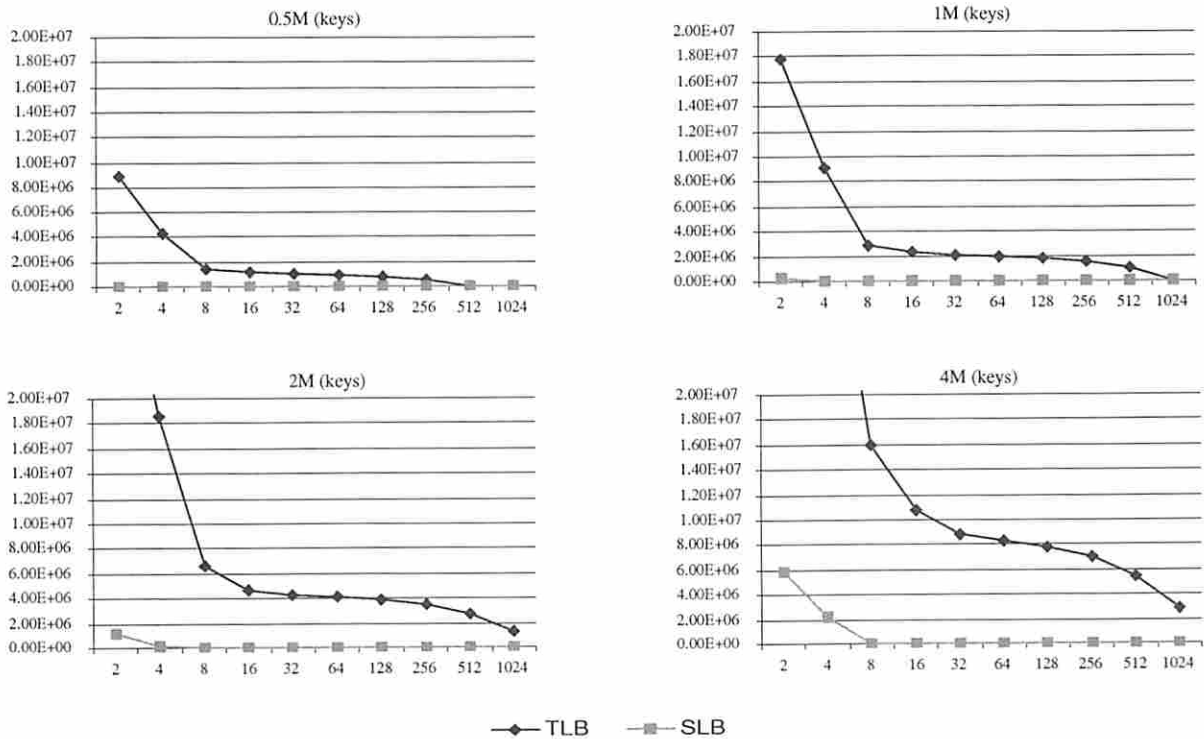 0.5M (keys)
2.00E+07
1.80E+07
1.60E+07
1.40E+07
1.20E+07
1.00E+07
8.00E+06
6.00E+06
4.00E+06
2.00E+06
0.00E+00
2 4 8 16 32 64 128 256 512 1024
1M (keys)
2.00E+07
1.80E+07
1.60E+07
1.40E+07
1.20E+07
1.00E+07
8.00E+06
6.00E+06
4.00E+06
2.00E+06
0.00E+00
2 4 8 16 32 64 128 256 512 1024
2M (keys)
2.00E+07
1.80E+07
1.60E+07
1.40E+07
1.20E+07
1.00E+07
8.00E+06
6.00E+06
4.00E+06
2.00E+06
0.00E+00
2 4 8 16 32 64 128 256 512 1024
4M (keys)
2.00E+07
1.80E+07
1.60E+07
1.40E+07
1.20E+07
1.00E+07
8.00E+06
6.00E+06
4.00E+06
2.00E+06
0.00E+00
2 4 8 16 32 64 128 256 512 1024
TLB SLB